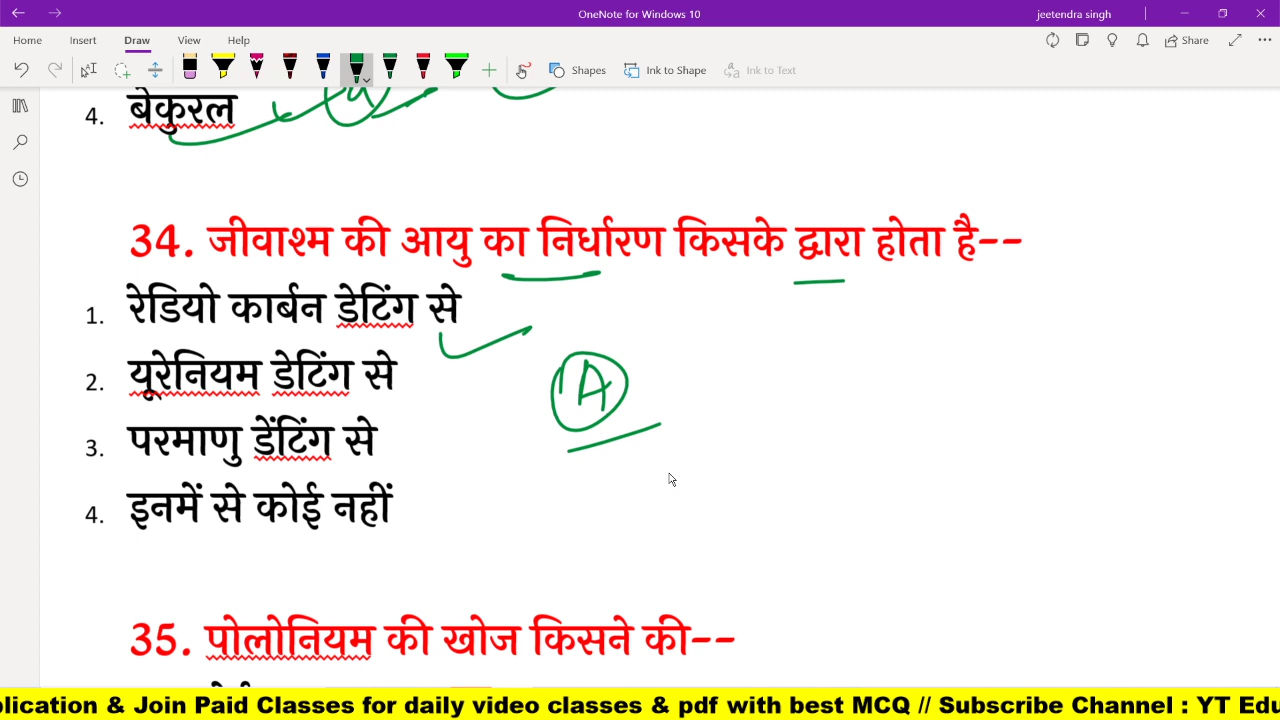 OneNote for Windows 10
jeetendra singh
Home Insert Draw View Help
Share
Shapes
Ink to Shape
Ink to Text
4. बेकुरल
34. जीवाश्म की आयु का निर्धारण किसके द्वारा होता है--
1. रेडियो कार्बन डेटिंग से
2. यूरेनियम डेटिंग से
A
3. परमाणु डेंटिंग से
4. इनमें से कोई नहीं
35. पोलोनियम की खोज किसने की--
plication & Join Paid Classes for daily video classes & pdf with best MCQ // Subscribe Channel : YT Edu